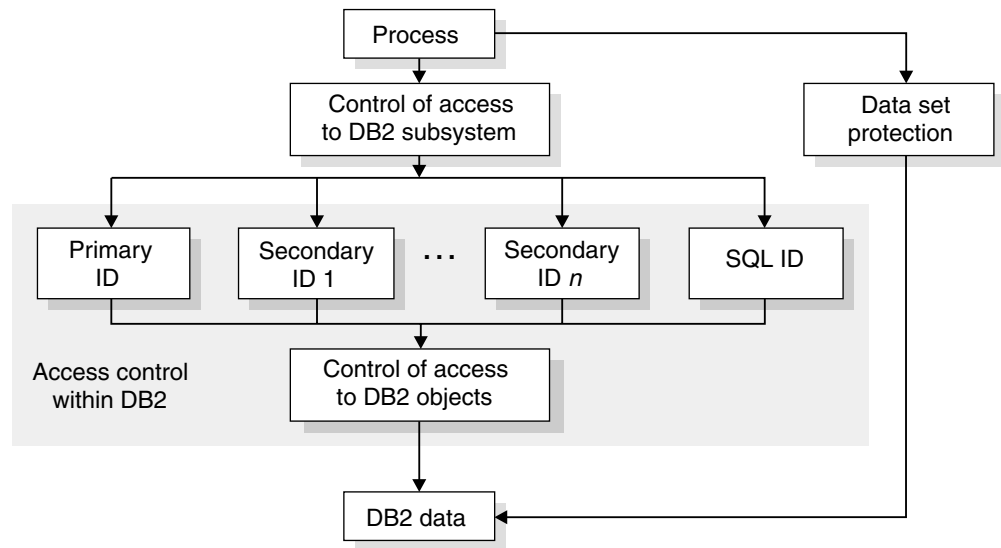 Process
Control of access
to DB2 subsystem
Data set
protection
Primary
ID
Secondary
ID 1
...
Secondary
ID n
SQL ID
Access control
within DB2
Control of access
to DB2 objects
DB2 data